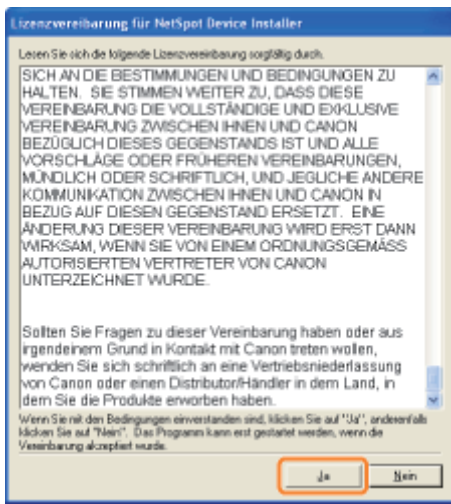 Lizenzvereibarung für NetSpot Device Installer
Lesen Sie sich die folgende Lizenzvereinbarung sorgfältig durch.
SICH AN DIE BESTIMMUNGEN UND BEDINGUNGEN ZU
HALTEN.  SIE STIMMEN WEITER ZU, DASS DIESE
VEREINBARUNG DIE VOLLSTÄNDIGE UND EXKLUSIVE
VEREINBARUNG ZWISCHEN IHNEN UND CANON
BEZÜGLICH DIESES GEGENSTANDS IST UND ALLE
VORSCHLÄGE ODER FRÜHEREN VEREINBARUNGEN,
MÜNDLICH ODER SCHRIFTLICH, UND JEGLICHE ANDERE
KOMMUNIKATION ZWISCHEN IHNEN UND CANON IN
BEZUG AUF DIESEN GEGENSTAND ERSETZT.  EINE
ÄNDERUNG DIESER VEREINBARUNG WIRD ERST DANN
WIRKSAM, WENN SIE VON EINEM ORDNUNGSGEMÄSS
AUTORISIERTEN VERTRETER VON CANON
UNTERZEICHNET WURDE.
Sollten Sie Fragen zu dieser Vereinbarung haben oder aus
irgendeinem Grund in Kontakt mit Canon treten wollen,
wenden Sie sich schriftlich an eine Vertriebsniederlassung
von Canon oder einen Distributor/Händler in dem Land, in
dem Sie die Produkte erworben haben.
Wenn Sie mit den Bedingungen einverstanden sind, klicken Sie auf "Ja", anderenfalls
klicken Sie auf "Nein".  Das Programm kann erst gestartet werden, wenn die
Vereinbarung akzeptiert wurde.
Ja
Nein